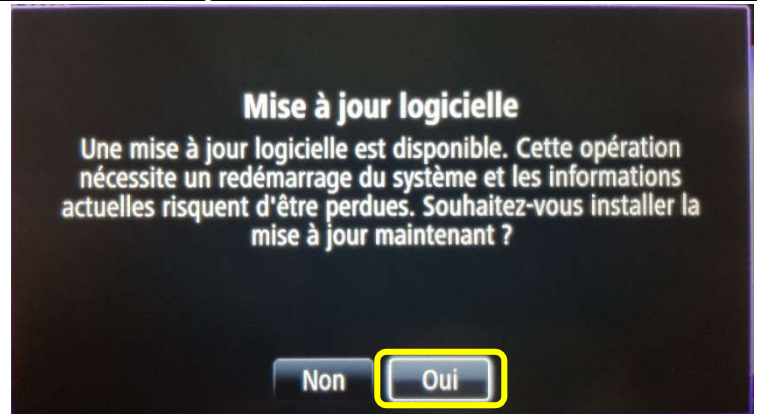 Mise à jour logicielle
Une mise à jour logicielle est disponible. Cette opération
nécessite un redémarrage du système et les informations
actuelles risquent d'être perdues. Souhaitez-vous installer la
mise à jour maintenant ?
Non Oui